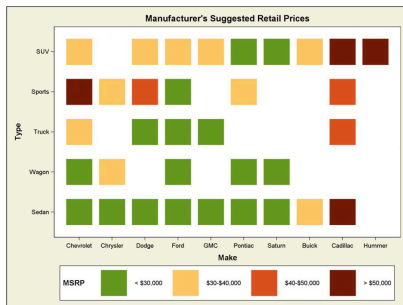 Manufacturer's Suggested Retail Prices
Type
SUV
Sports
Truck
Wagon
Sedan
Chevrolet Chrysler Dodge Ford GMC Pontiac Saturn Buick Cadillac Hummer
Make
MSRP < $30,000 $30-$40,000 $40-$50,000 > $50,000